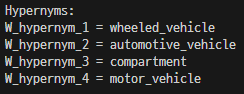 Hypernyms:
W_hypernym_1 = wheeled_vehicle
W_hypernym_2 = automotive_vehicle
W_hypernym_3 = compartment
W_hypernym_4 = motor_vehicle